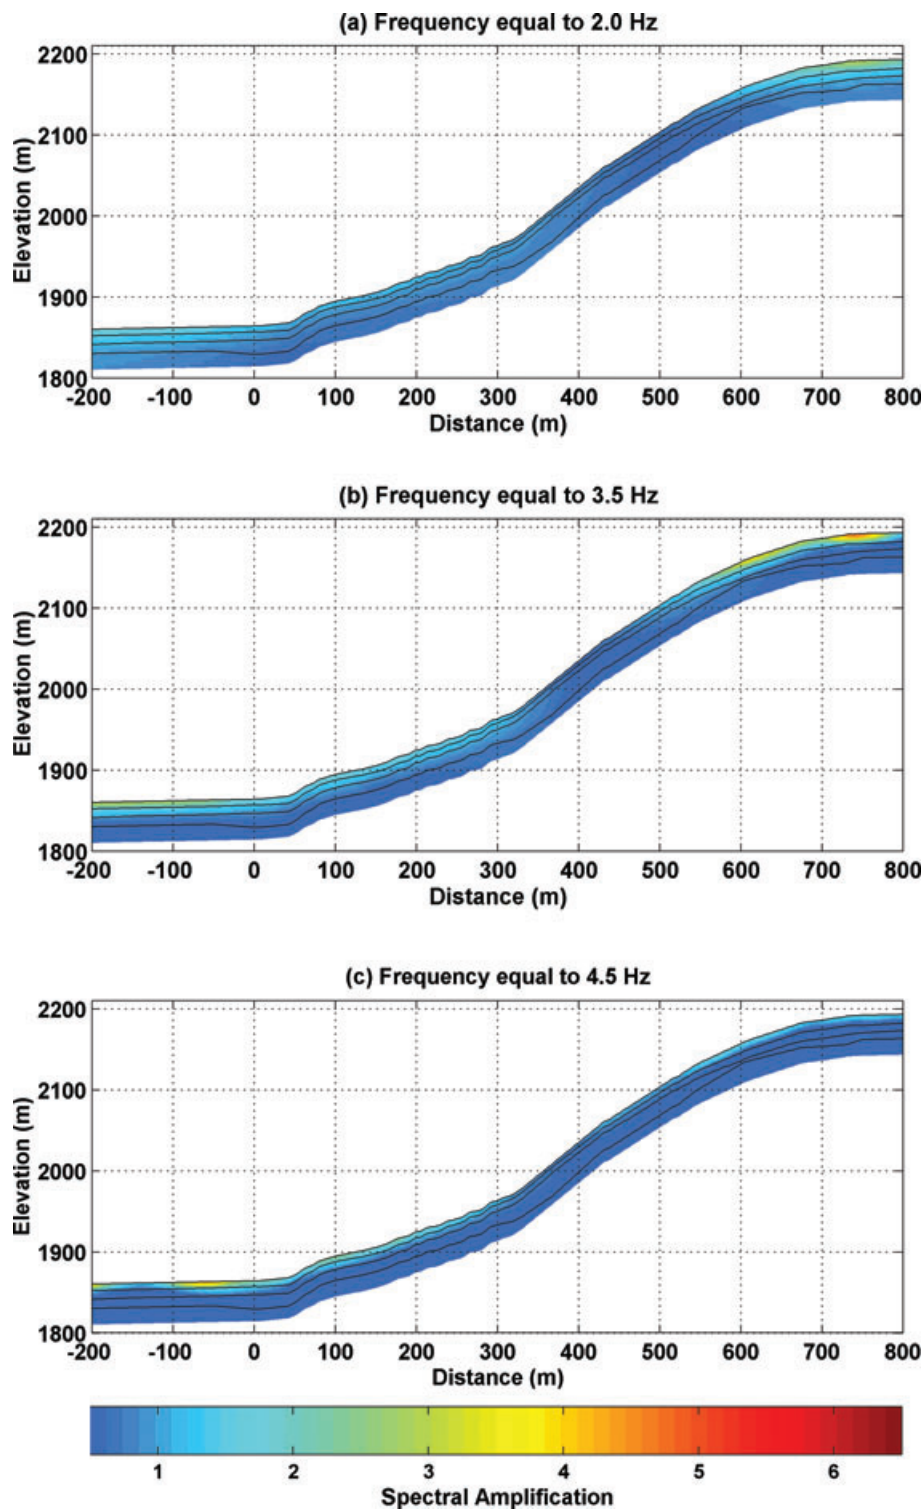 (a) Frequency equal to 2.0 Hz
2200
2100
2000
1900
1800
Elevation (m)
-200 -100 0 100 200 300 400 500 600 700 800
Distance (m)
(b) Frequency equal to 3.5 Hz
2200
2100
2000
1900
1800
Elevation (m)
-200 -100 0 100 200 300 400 500 600 700 800
Distance (m)
(c) Frequency equal to 4.5 Hz
2200
2100
2000
1900
1800
Elevation (m)
-200 -100 0 100 200 300 400 500 600 700 800
Distance (m)
1 2 3 4 5 6
Spectral Amplification